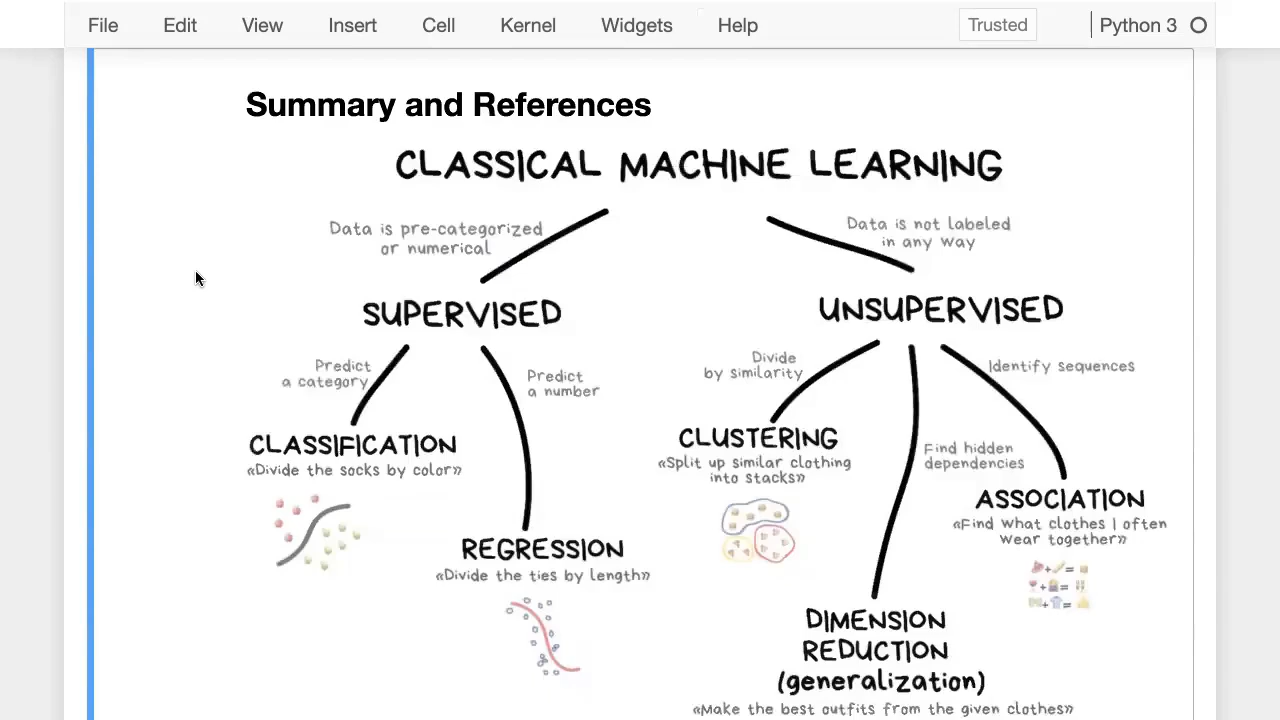 File Edit View Insert Cell Kernel Widgets Help Trusted Python 3
Summary and References
CLASSICAL MACHINE LEARNING
Data is pre-categorized
or numerical
Data is not labeled
in any way
SUPERVISED
UNSUPERVISED
Predict
a category
Predict
a number
Divide
by similarity
Identify sequences
CLASSIFICATION
«Divide the socks by color»
CLUSTERING
«Split up similar clothing
into stacks»
Find hidden
dependencies
ASSOCIATION
«Find what clothes I often
wear together»
REGRESSION
«Divide the ties by length»
DIMENSION
REDUCTION
(generalization)
«Make the best outfits from the given clothes»